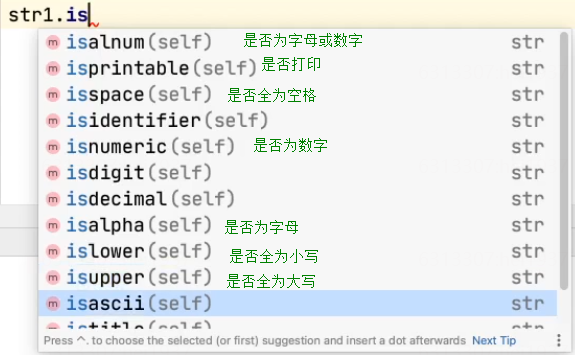 str1.is
isalnum(self) 是否为字母或数字 str
isprintable(self) 是否打印 str
isspace(self) 是否全为空格 str
isidentifier(self) str
isnumeric(self) 是否为数字 str
isdigit(self) str
isdecimal(self) str
isalpha(self) 是否为字母 str
islower(self) 是否全为小写 str
isupper(self) 是否全为大写 str
isascii(self) str
istitle(self) str
Press ^. to choose the selected (or first) suggestion and insert a dot afterwards Next Tip